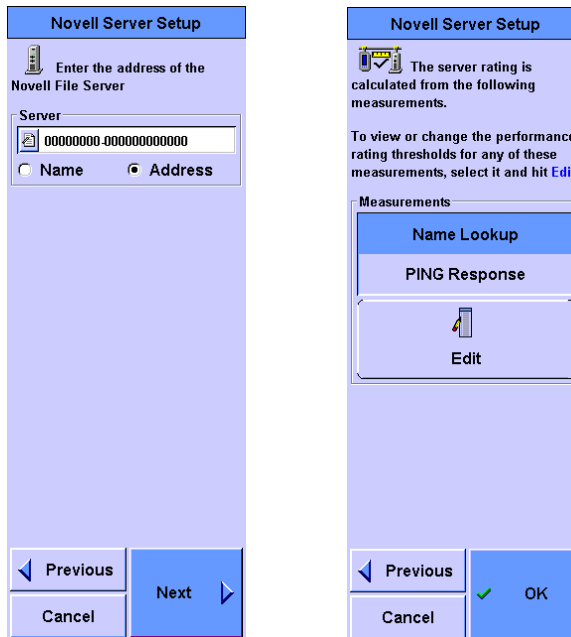 Novell Server Setup
Enter the address of the
Novell File Server
Server
00000000-000000000000
Name
Address
Previous
Next
Cancel
Novell Server Setup
The server rating is
calculated from the following
measurements.
To view or change the performance
rating thresholds for any of these
measurements, select it and hit Edi
Measurements
Name Lookup
PING Response
Edit
Previous
OK
Cancel